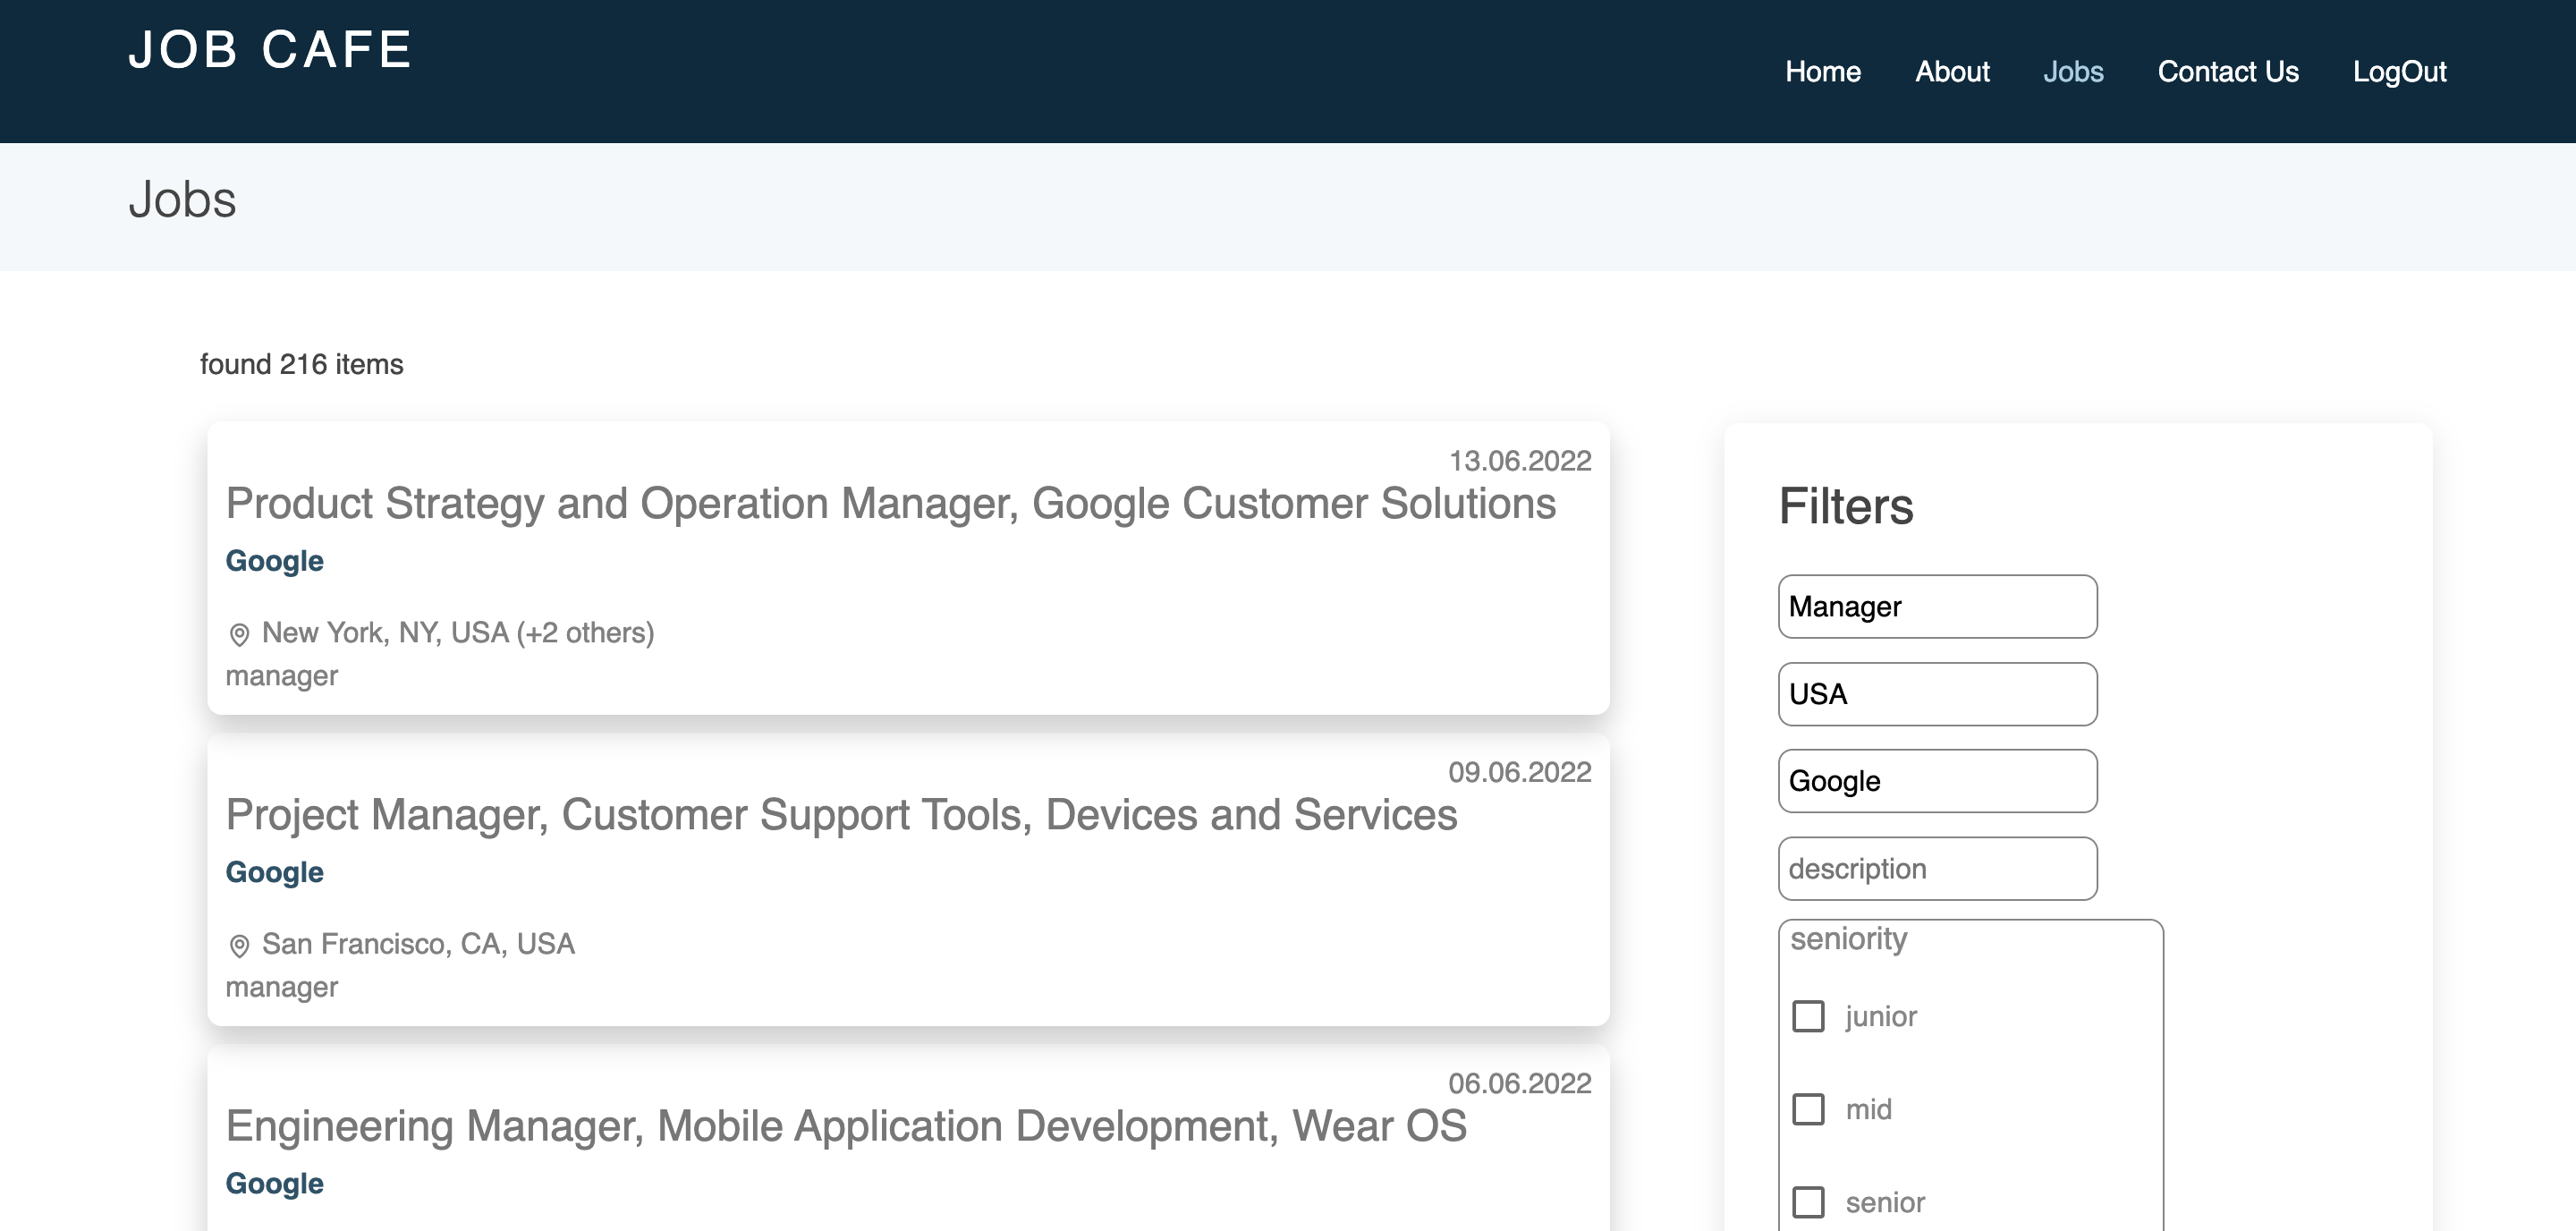 JOB CAFE
Home
About
Jobs
Contact Us
LogOut
Jobs
found 216 items
13.06.2022
Product Strategy and Operation Manager, Google Customer Solutions
Google
New York, NY, USA (+2 others)
manager
09.06.2022
Project Manager, Customer Support Tools, Devices and Services
Google
San Francisco, CA, USA
manager
06.06.2022
Engineering Manager, Mobile Application Development, Wear OS
Google
Filters
Manager
USA
Google
description
seniority
junior
mid
senior